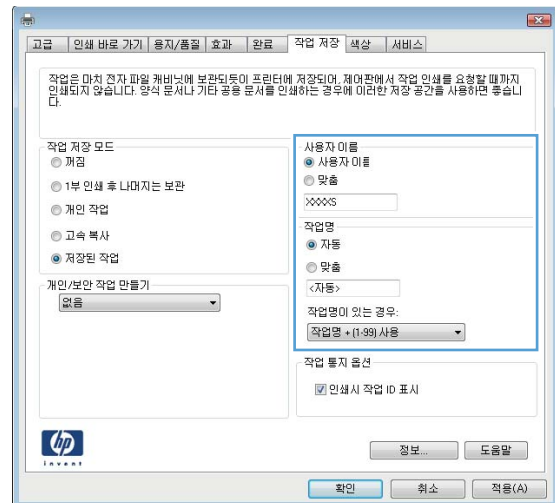 고급 인쇄 바로 가기 용지/품질 효과 완료 작업 저장 색상 서비스
작업은 마치 전자 파일 캐비닛에 보관되듯이 프린터에 저장되어, 제어판에서 작업 인쇄를 요청할 때까지
인쇄되지 않습니다. 양식 문서나 기타 공용 문서를 인쇄하는 경우에 이러한 저장 공간을 사용하면 좋습니
다.
작업 저장 모드
꺼짐
1부 인쇄 후 나머지는 보관
개인 작업
고속 복사
저장된 작업
개인/보안 작업 만들기
없음
사용자 이름
사용자 이름
맞춤
XXXXS
작업명
자동
맞춤
<자동>
작업명이 있는 경우:
작업명 + (1-99) 사용
작업 통지 옵션
인쇄시 작업 ID 표시
hp
invent
정보... 도움말
확인 취소 적용(A)